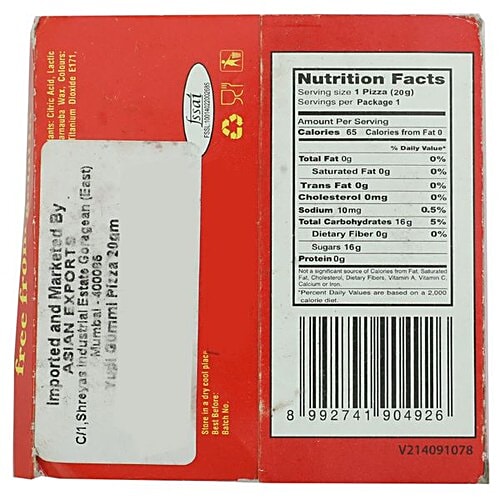 Nutrition Facts
Serving size 1 Pizza (20g)
Servings per Package 1
Amount Per Serving
Calories 65 Calories from Fat 0
% Daily Value*
Total Fat 0g 0%
Saturated Fat 0g 0%
Trans Fat 0g 0%
Cholesterol 0mg 0%
Sodium 10mg 0.5%
Total Carbohydrates 16g 5%
Dietary Fiber 0g 0%
Sugars 16g
Protein 0g
Not a significant source of Calories from Fat, Saturated
Fat, Cholesterol, Dietary Fibers, Vitamin A, Vitamin C,
Calcium or Iron.
*Percent Daily Values are based on a 2,000
calorie diet.
8 992741 904926
V214091078
fssai
ants: Citric Acid, Lactic
arnauba Wax, Colours:
Titanium Dioxide E171,
free from
Imported and Marketed By
ASIAN EXPORTS
C/1,Shreyas Industrial Estate Goragean (East)
Mumbai - 400086
Yupi Gummi Pizza 20gm
Store in a dry cool place
Best Before:
Batch No.